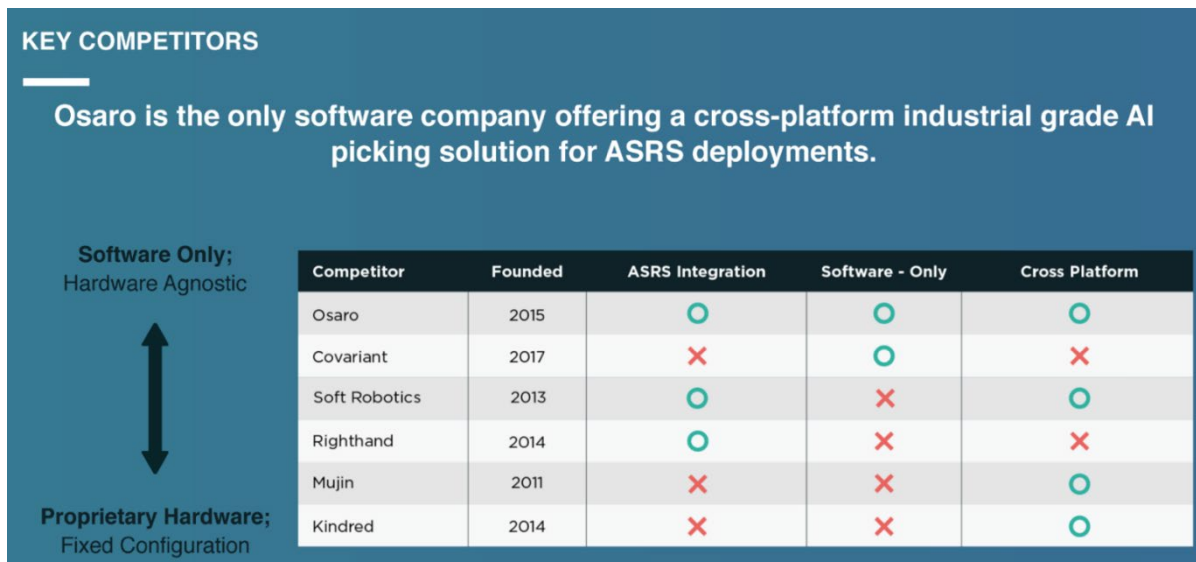 KEY COMPETITORS
Osaro is the only software company offering a cross-platform industrial grade AI
picking solution for ASRS deployments.
Software Only;
Hardware Agnostic
Proprietary Hardware;
Fixed Configuration
Competitor Founded ASRS Integration Software - Only Cross Platform
Osaro 2015
Covariant 2017
Soft Robotics 2013
Righthand 2014
Mujin 2011
Kindred 2014